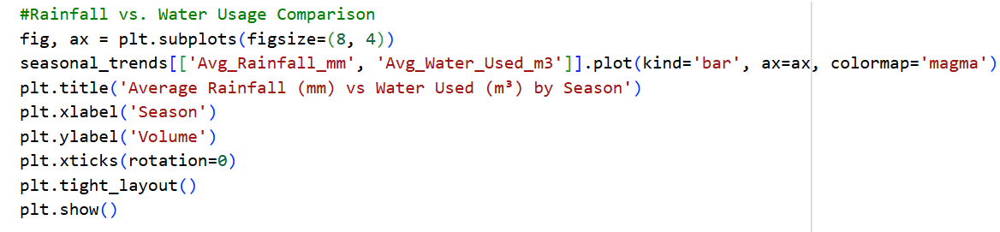 #Rainfall vs. Water Usage Comparison
fig, ax = plt.subplots(figsize=(8, 4))
seasonal_trends[['Avg_Rainfall_mm', 'Avg_Water_Used_m3']].plot(kind='bar', ax=ax, colormap='magma')
plt.title('Average Rainfall (mm) vs Water Used (m³) by Season')
plt.xlabel('Season')
plt.ylabel('Volume')
plt.xticks(rotation=0)
plt.tight_layout()
plt.show()